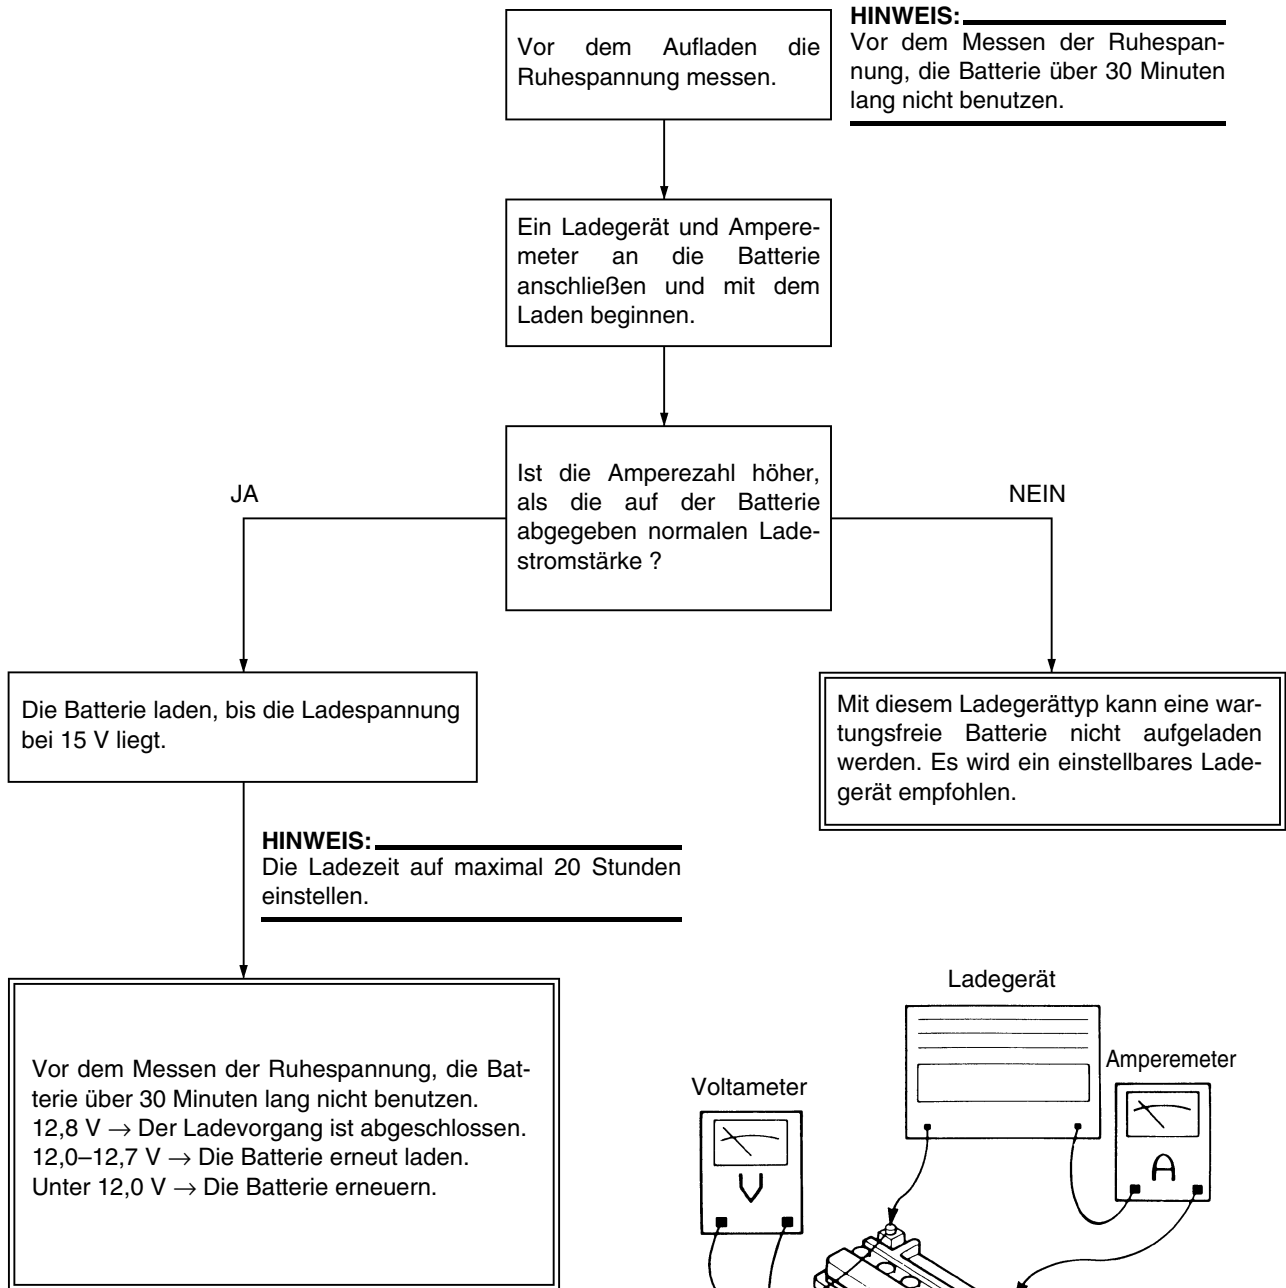 Vor dem Aufladen die
Ruhespannung messen.
HINWEIS:
Vor dem Messen der Ruhespan-
nung, die Batterie über 30 Minuten
lang nicht benutzen.
Ein Ladegerät und Ampere-
meter an die Batterie
anschließen und mit dem
Laden beginnen.
Ist die Amperezahl höher,
als die auf der Batterie
abgegeben normalen Lade-
stromstärke ?
JA
NEIN
Die Batterie laden, bis die Ladespannung
bei 15 V liegt.
Mit diesem Ladegerättyp kann eine war-
tungsfreie Batterie nicht aufgeladen
werden. Es wird ein einstellbares Lade-
gerät empfohlen.
HINWEIS:
Die Ladezeit auf maximal 20 Stunden
einstellen.
Vor dem Messen der Ruhespannung, die Bat-
terie über 30 Minuten lang nicht benutzen.
12,8 V → Der Ladevorgang ist abgeschlossen.
12,0–12,7 V → Die Batterie erneut laden.
Unter 12,0 V → Die Batterie erneuern.
Ladegerät
Amperemeter
Voltameter
V
A